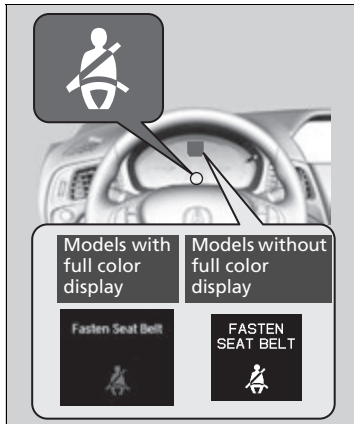 Models with
full color
display
Models without
full color
display
Fasten Seat Belt
FASTEN
SEAT BELT